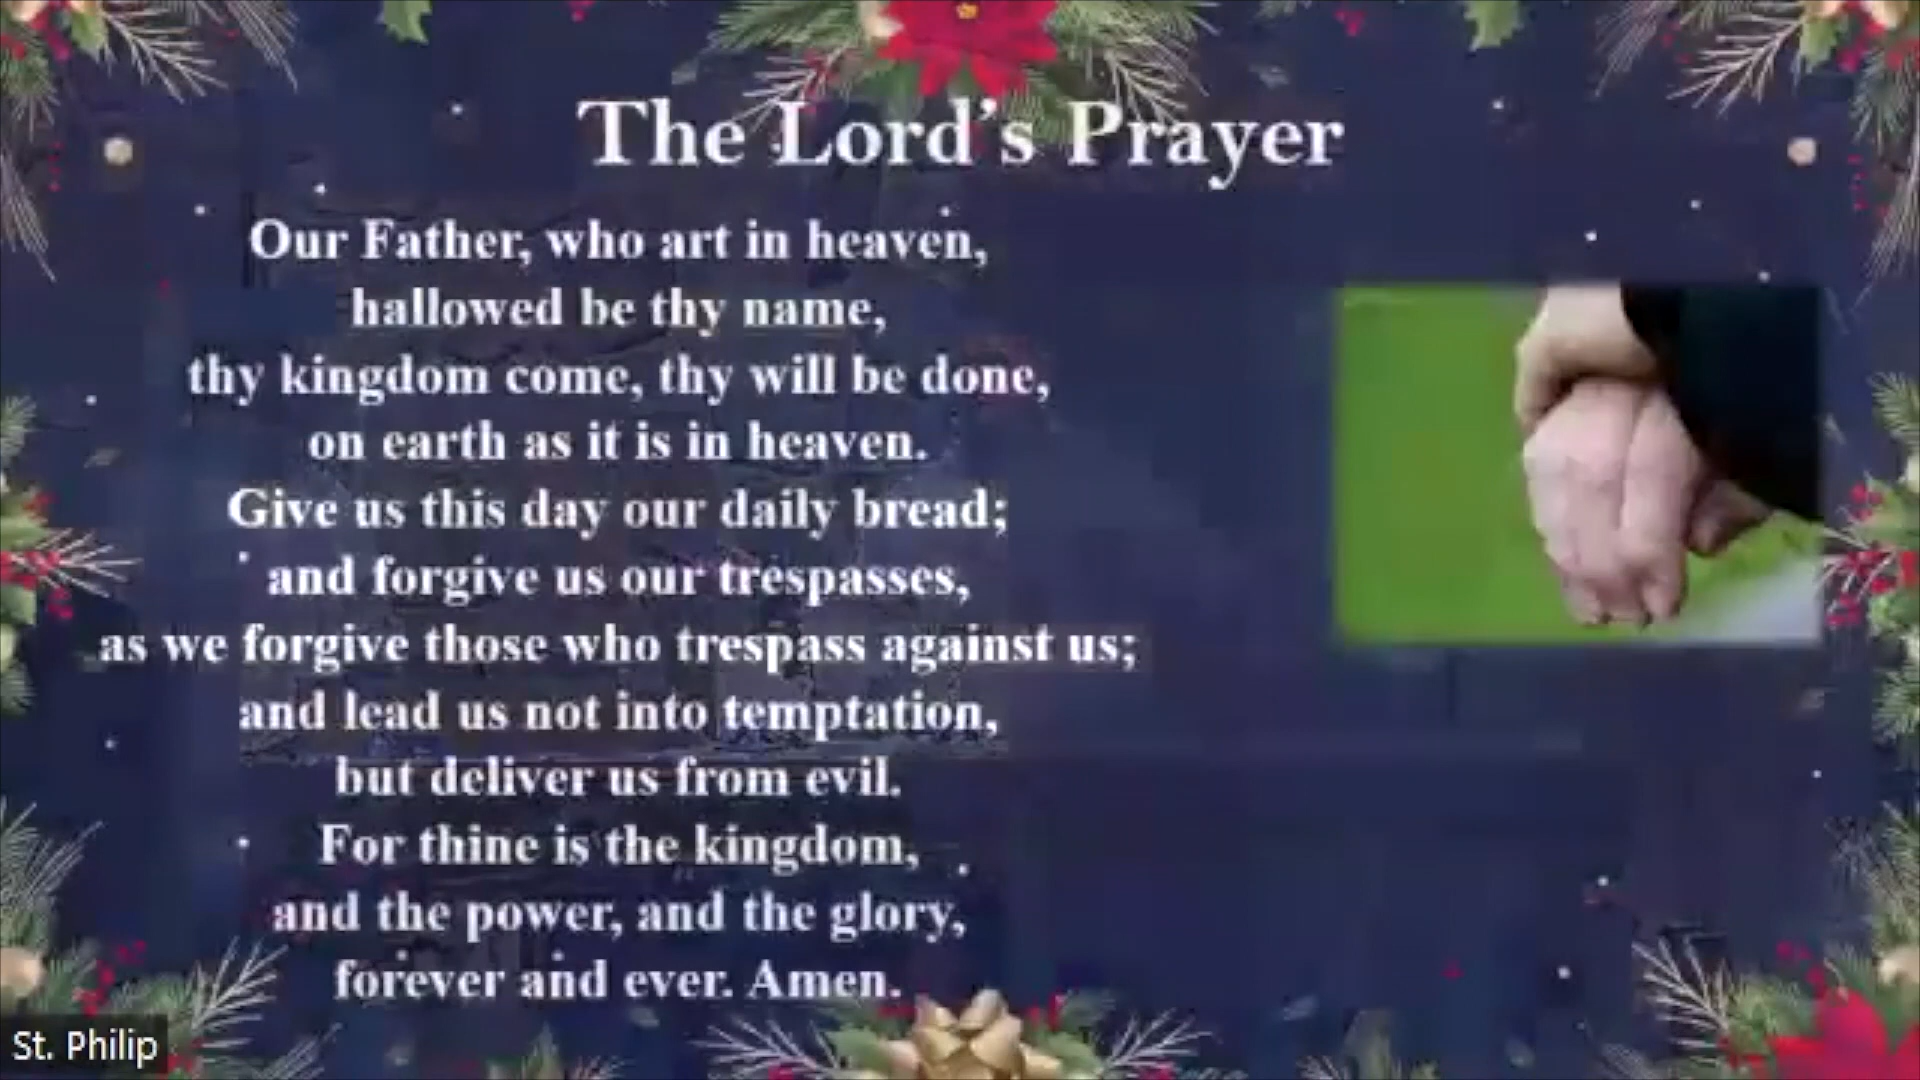 The Lord's Prayer
Our Father, who art in heaven,
hallowed be thy name,
thy kingdom come, thy will be done,
on earth as it is in heaven.
Give us this day our daily bread;
and forgive us our trespasses,
as we forgive those who trespass against us;
and lead us not into temptation,
but deliver us from evil.
For thine is the kingdom,
and the power, and the glory,
forever and ever. Amen.
St. Philip